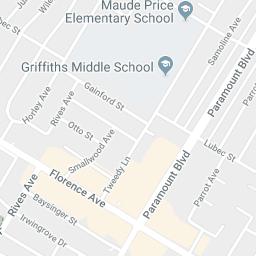 Maude Price
Elementary School
Griffiths Middle School
Samoline Ave
Paramount Blvd
Gainford St
Horley Ave
Rives Ave
Otto St
Smallwood Ave
Lubec St
Tweedy Ln
Florence Ave
Paramount Blvd
Parrot Ave
Rives Ave
Baysinger St
Irwingrove Dr